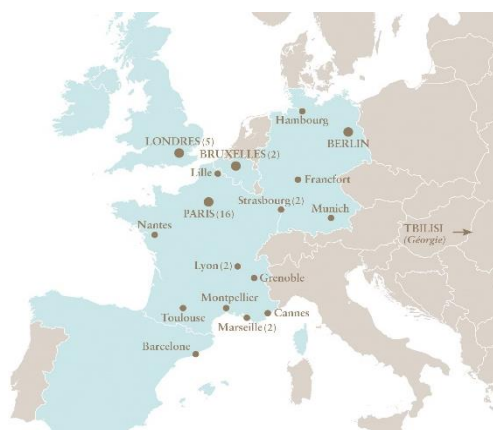 Hambourg
LONDRES (5)
BERLIN
BRUXELLES (2)
Lille
Francfort
PARIS (16)
Strasbourg (2)
Munich
Nantes
TBILISI
(Géorgie)
Lyon (2)
Grenoble
Montpellier
Toulouse
Cannes
Marseille (2)
Barcelone